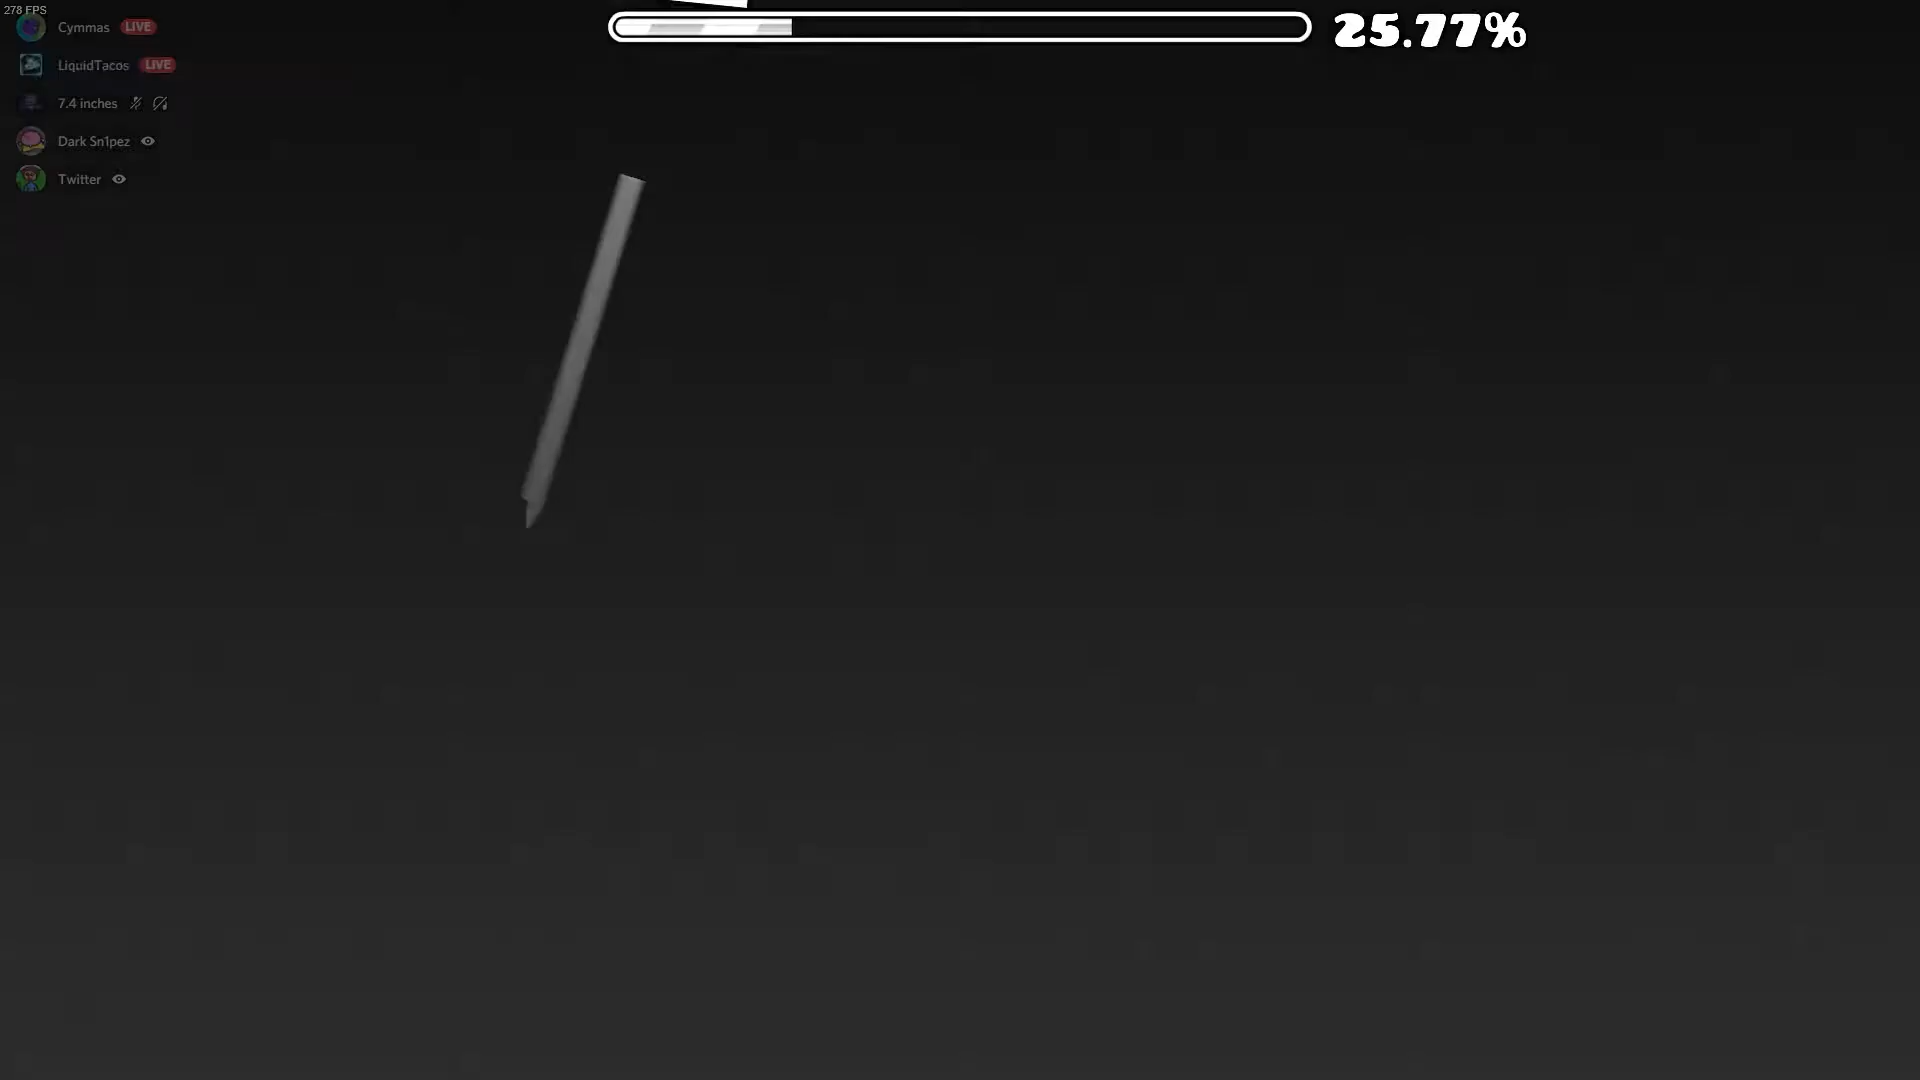 278 FPS
Cymmas LIVE
25.77%
LiquidTacos LIVE
7.4 inches
Dark Sn1pez
Twitter